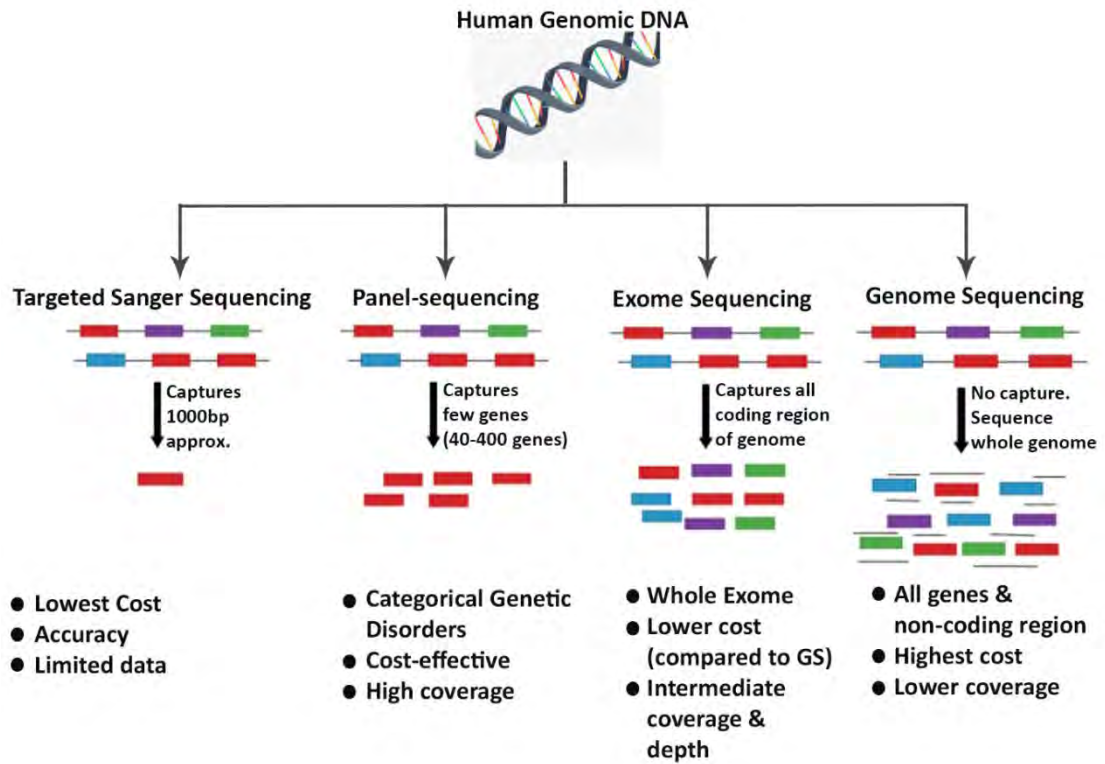 Human Genomic DNA
Targeted Sanger Sequencing
Captures
1000bp
approx.
● Lowest Cost
● Accuracy
● Limited data
Panel-sequencing
Captures
few genes
(40-400 genes)
● Categorical Genetic
Disorders
● Cost-effective
● High coverage
Exome Sequencing
Captures all
coding region
of genome
● Whole Exome
● Lower cost
(compared to GS)
● Intermediate
coverage &
depth
Genome Sequencing
No capture.
Sequence
whole genome
● All genes &
non-coding region
● Highest cost
● Lower coverage